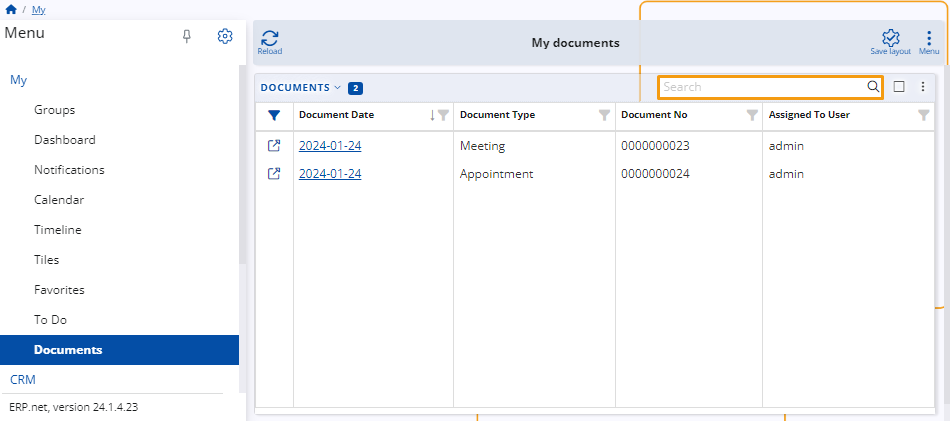 / My
Menu
My
Groups
Dashboard
Notifications
Calendar
Timeline
Tiles
Favorites
To Do
Documents
CRM
ERP.net, version 24.1.4.23
Reload
My documents
Save layout
Menu
DOCUMENTS 2
Search
Document Date Document Type Document No Assigned To User
2024-01-24 Meeting 0000000023 admin
2024-01-24 Appointment 0000000024 admin